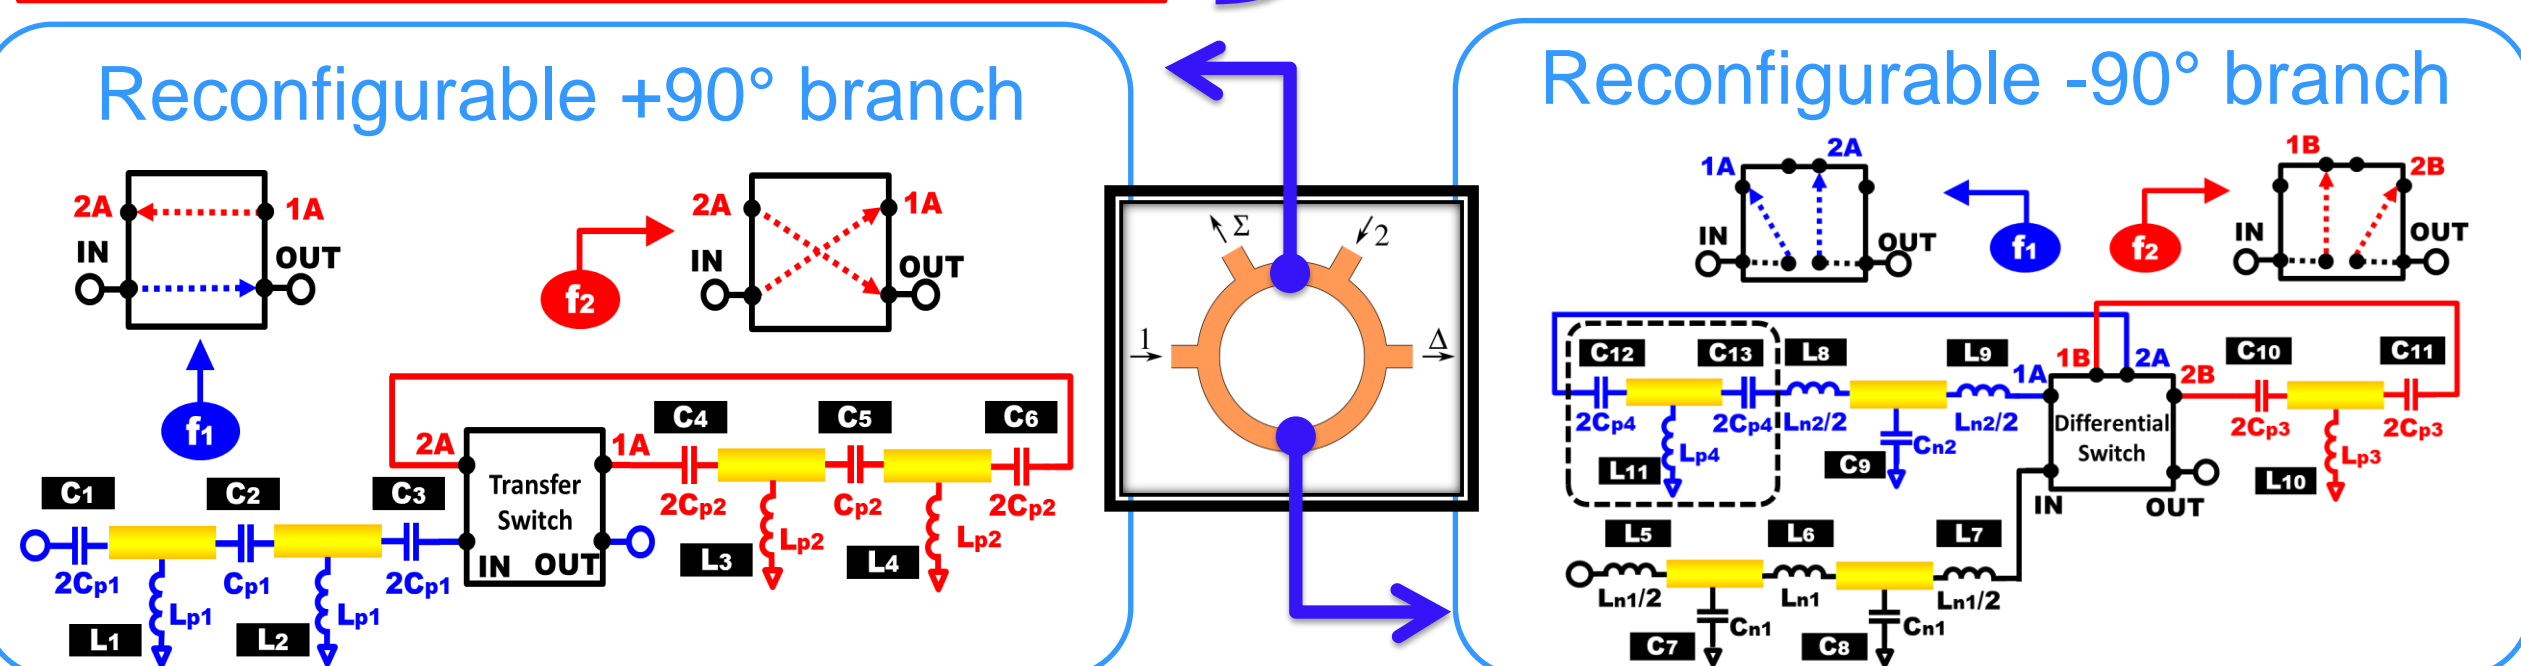 Reconfigurable +90° branch
2A 1A
IN OUT
f1
2A 1A
IN OUT
f2
2A 1A
Transfer
Switch
IN OUT
C1 C2 C3
2Cp1 Cp1 2Cp1
Lp1 Lp1
L1 L2
C4 C5 C6
2Cp2 Cp2 2Cp2
Lp2 Lp2
L3 L4
Σ 2
1 Δ
Reconfigurable -90° branch
1A 2A
IN OUT
f1
f2
1B 2B
IN OUT
C12 C13 L8 L9
2Cp4 2Cp4 Ln2/2 Ln2/2
Lp4 Cn2
L11 C9
1A 1B 2A 2B
Differential
Switch
IN OUT
C10 C11
2Cp3 2Cp3
Lp3
L10
L5 L6 L7
Ln1/2 Ln1 Ln1/2
Cn1 Cn1
C7 C8